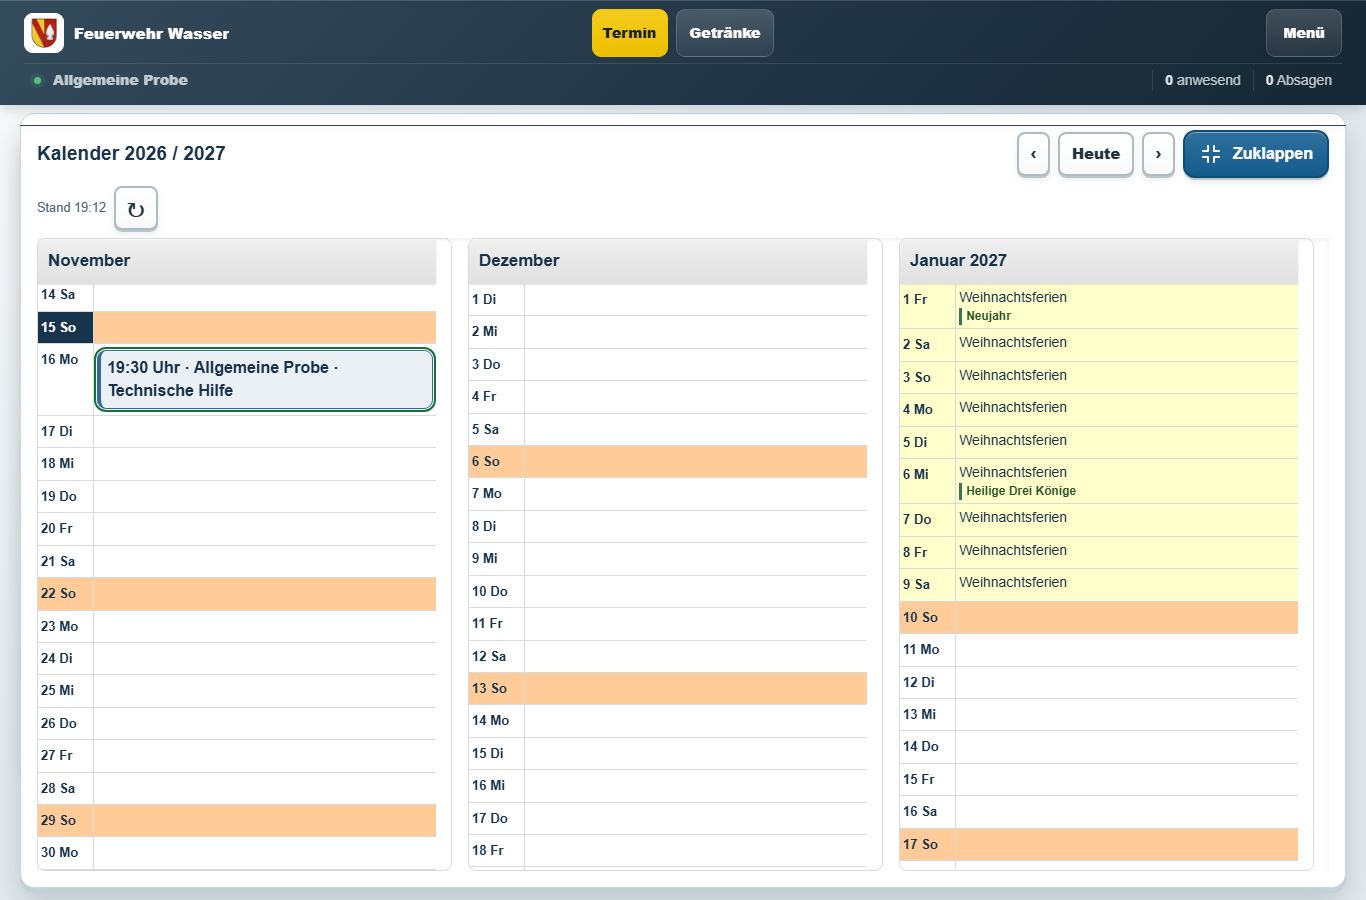 Feuerwehr Wasser
Termin
Getränke
Menü
Allgemeine Probe
0 anwesend
0 Absagen
Kalender 2026 / 2027
‹
Heute
›
Zuklappen
Stand 19:12
↻
November
14 Sa
15 So
16 Mo
19:30 Uhr · Allgemeine Probe ·
Technische Hilfe
17 Di
18 Mi
19 Do
20 Fr
21 Sa
22 So
23 Mo
24 Di
25 Mi
26 Do
27 Fr
28 Sa
29 So
30 Mo
Dezember
1 Di
2 Mi
3 Do
4 Fr
5 Sa
6 So
7 Mo
8 Di
9 Mi
10 Do
11 Fr
12 Sa
13 So
14 Mo
15 Di
16 Mi
17 Do
18 Fr
Januar 2027
1 Fr Weihnachtsferien
Neujahr
2 Sa Weihnachtsferien
3 So Weihnachtsferien
4 Mo Weihnachtsferien
5 Di Weihnachtsferien
6 Mi Weihnachtsferien
Heilige Drei Könige
7 Do Weihnachtsferien
8 Fr Weihnachtsferien
9 Sa Weihnachtsferien
10 So
11 Mo
12 Di
13 Mi
14 Do
15 Fr
16 Sa
17 So